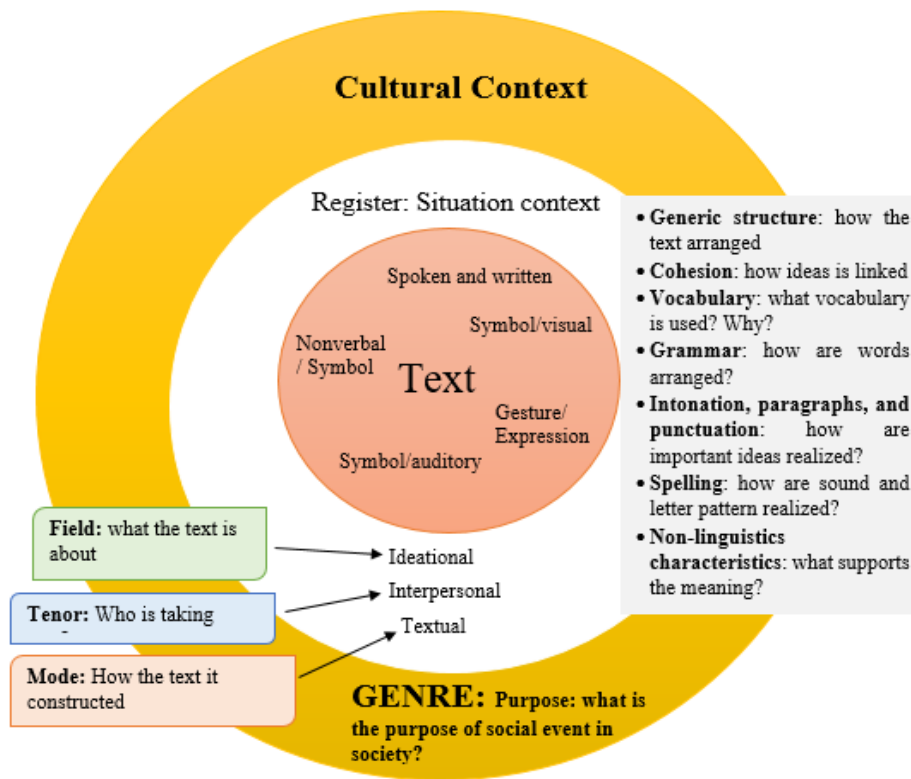 Cultural Context
Register: Situation context
Spoken and written
Symbol/visual
Nonverbal
/ Symbol
Text
Gesture/
Expression
Symbol/auditory
• Generic structure: how the
text arranged
• Cohesion: how ideas is linked
• Vocabulary: what vocabulary
is used? Why?
• Grammar: how are words
arranged?
• Intonation, paragraphs, and
punctuation: how are
important ideas realized?
• Spelling: how are sound and
letter pattern realized?
• Non-linguistics
characteristics: what supports
the meaning?
Field: what the text is
about
Ideational
Tenor: Who is taking
Interpersonal
Mode: How the text it
constructed
Textual
GENRE: Purpose: what is
the purpose of social event in
society?